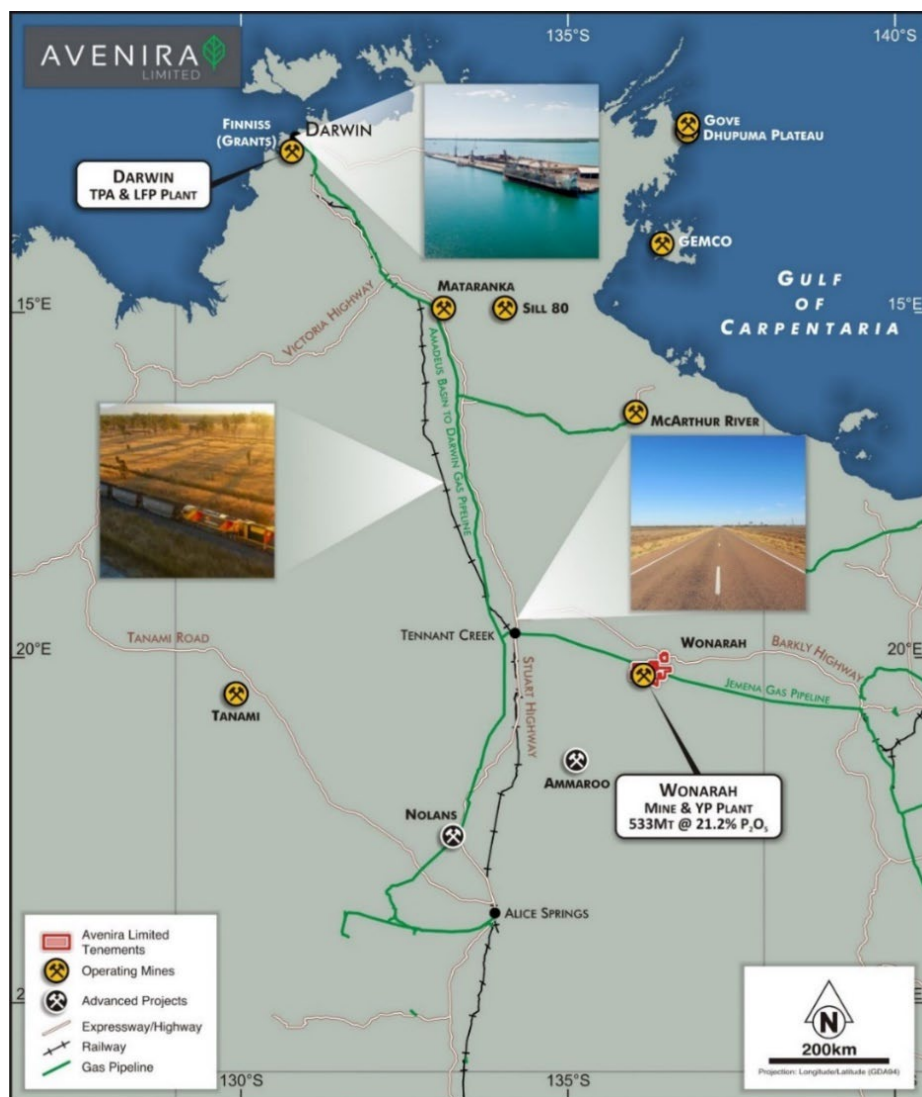 AVENIRA
LIMITED
135°S
140°S
FINNISS
(GRANTS)
DARWIN
DARWIN
TPA & LFP PLANT
GOVE
DHUPUMA PLATEAU
GEMCO
GULF
OF
CARPENTARIA
MATARANKA
SILL 80
15°E
15°E
VICTORIA HIGHWAY
AMADEUS BASIN TO DARWIN GAS PIPELINE
MCARTHUR RIVER
TANAMI ROAD
TENNANT CREEK
WONARAH
BARKLY HIGHWAY
20°E
STUART HIGHWAY
JEMENA GAS PIPELINE
TANAMI
AMMAROO
WONARAH
MINE & YP PLANT
533MT @ 21.2% P₂O₅
NOLANS
ALICE SPRINGS
Avenira Limited
Tenements
Operating Mines
Advanced Projects
Expressway/Highway
Railway
Gas Pipeline
N
200km
Projection: Longitude/Latitude (GDA94)
130°S
135°S